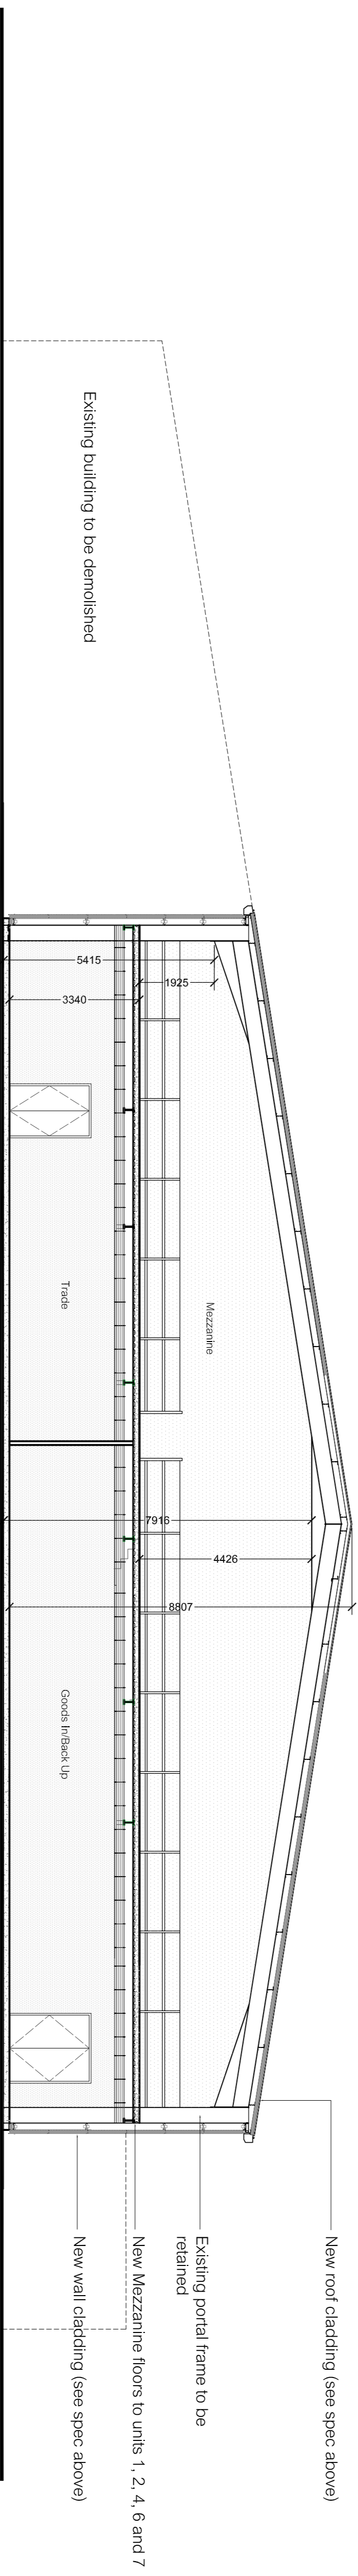 New roof cladding (see spec above)
Existing portal frame to be
retained
New Mezzanine floors to units 1, 2, 4, 6 and 7
New wall cladding (see spec above)
Existing building to be demolished
Mezzanine
Trade
Goods In/Back Up
5415
3340
1925
7916
4426
8807